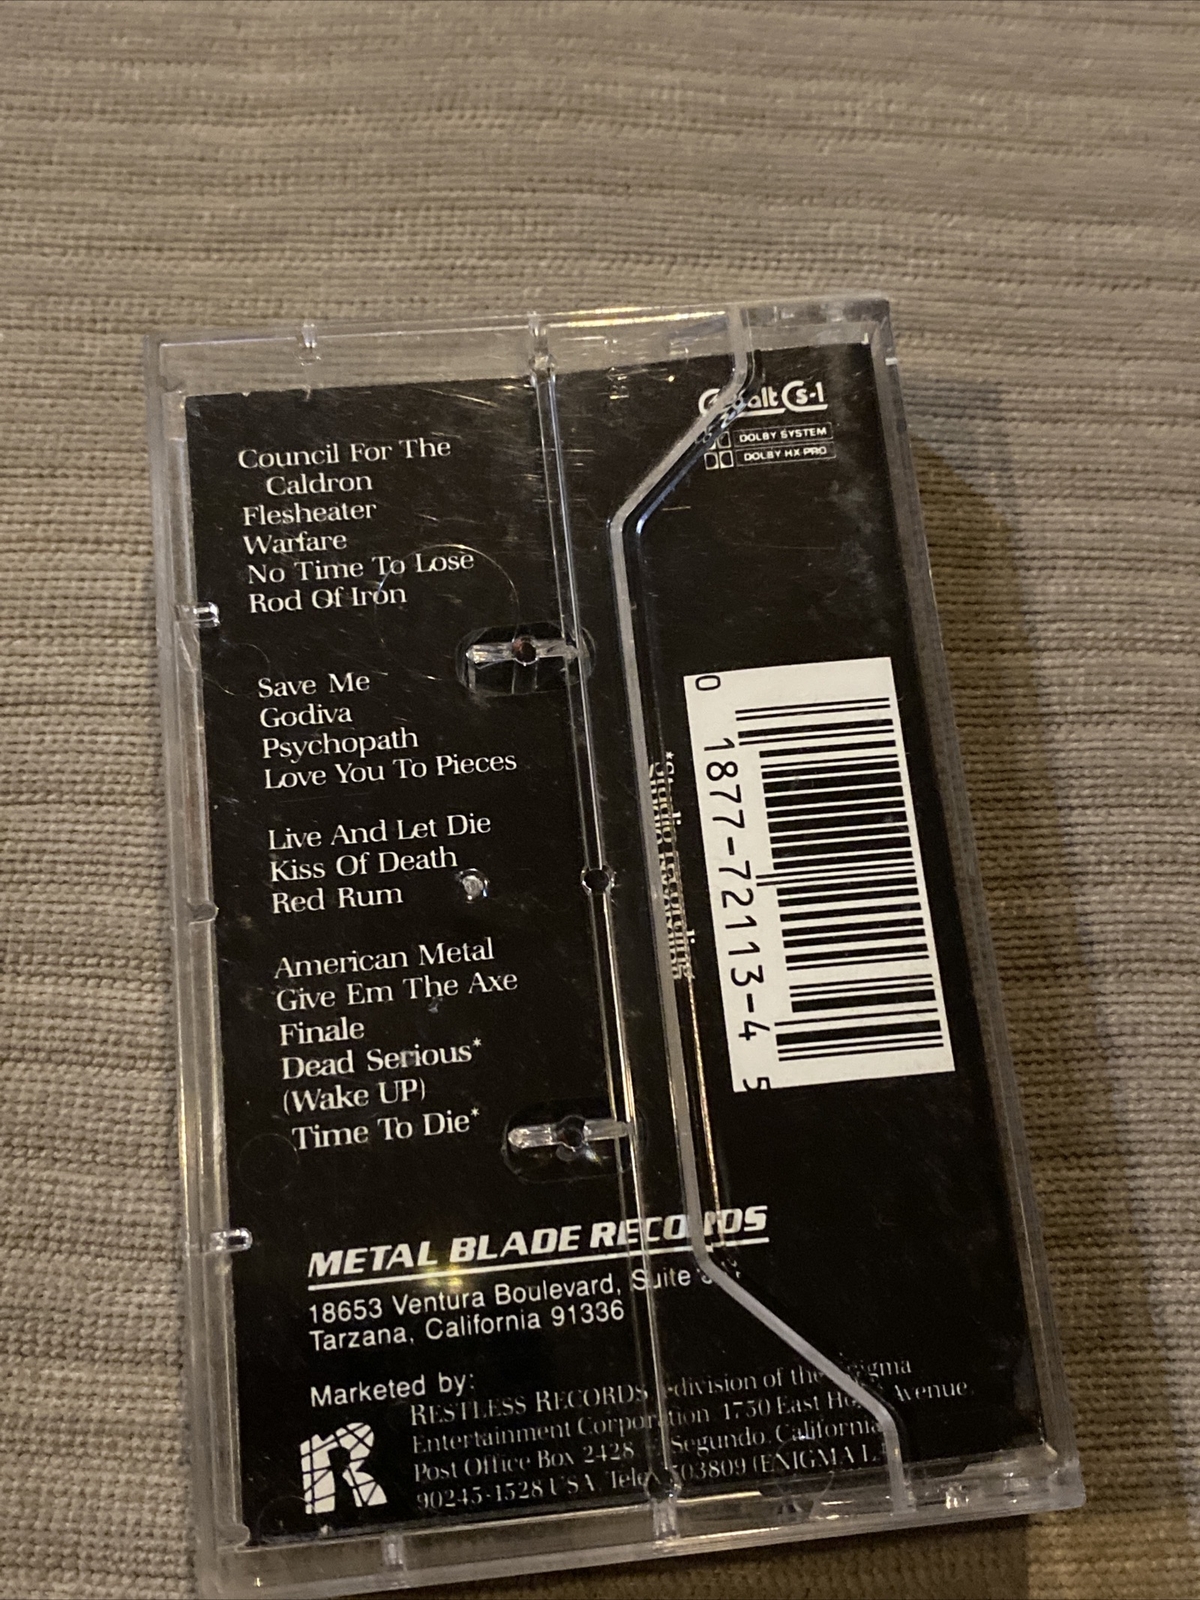 Cobalt Cs-1
DOLBY SYSTEM
DOLBY HX PRO
Council For The
Caldron
Flesheater
Warfare
No Time To Lose
Rod Of Iron
Save Me
Godiva
Psychopath
Love You To Pieces
Live And Let Die
Kiss Of Death
Red Rum
American Metal
Give Em The Axe
Finale
Dead Serious*
(Wake UP)
Time To Die*
*Studio Recording
0 1877-72113-4 5
METAL BLADE RECORDS
18653 Ventura Boulevard, Suite
Tarzana, California 91336
Marketed by:
R
RESTLESS RECORDS division of the Enigma
Entertainment Corporation 1750 East Avenue.
Post Office Box 2428 Segundo, California
90245-1528 USA Telex 503809 (ENIGMA